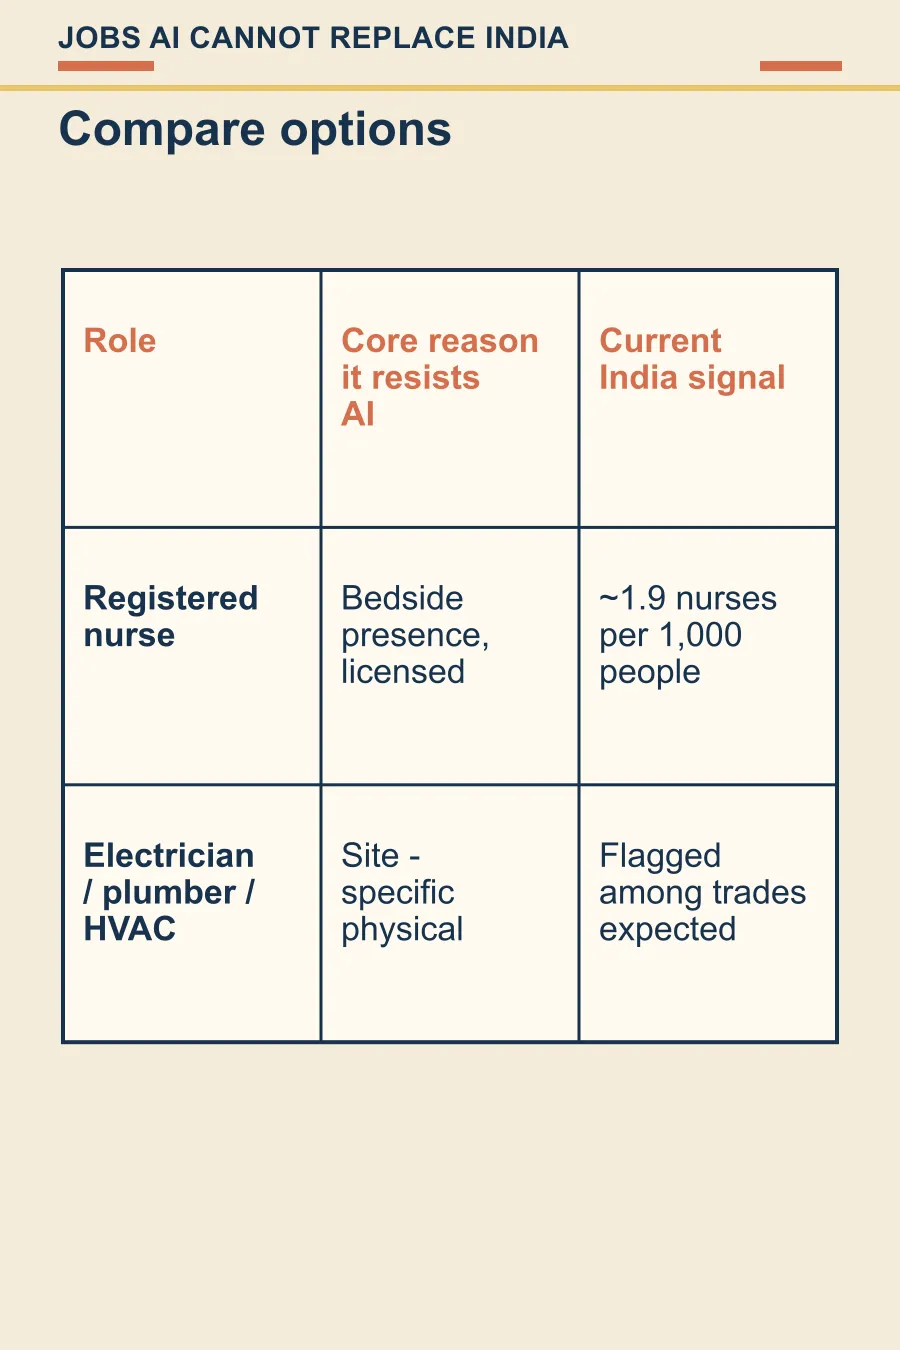 JOBS AI CANNOT REPLACE INDIA
Compare options
Role
Core reason
it resists
AI
Current
India signal
Registered
nurse
Bedside
presence,
licensed
~1.9 nurses
per 1,000
people
Electrician
/ plumber /
HVAC
Site -
specific
physical
Flagged
among trades
expected